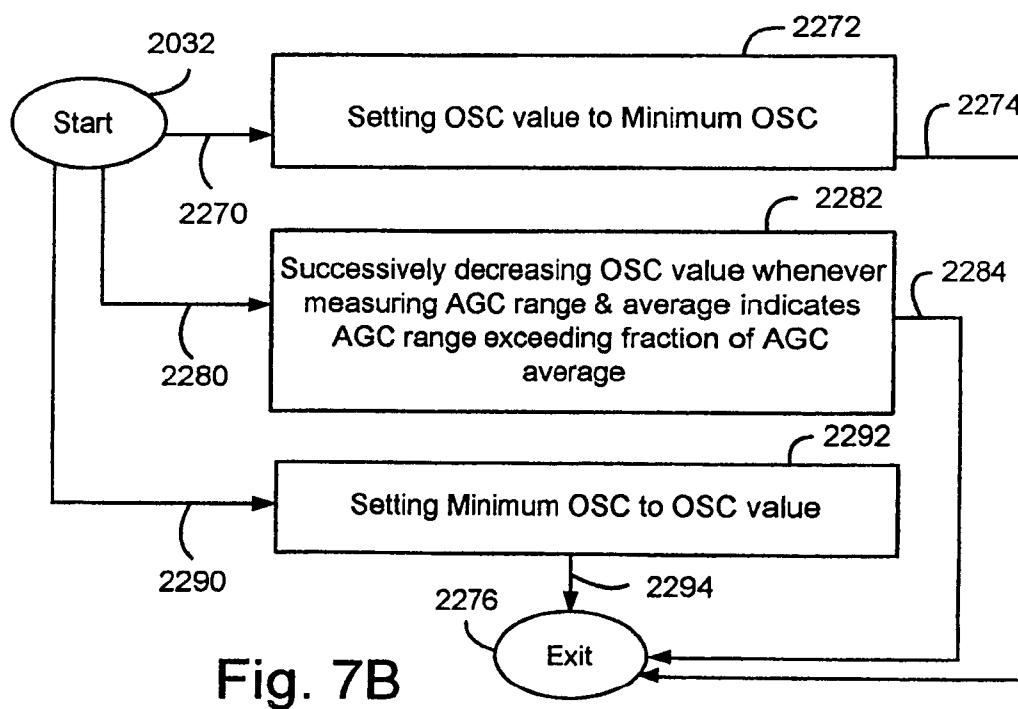 2032
2272
Start
Setting OSC value to Minimum OSC
2274
2270
2282
Successively decreasing OSC value whenever
measuring AGC range & average indicates
AGC range exceeding fraction of AGC
average
2284
2280
2292
Setting Minimum OSC to OSC value
2290
2294
2276
Exit
Fig. 7B